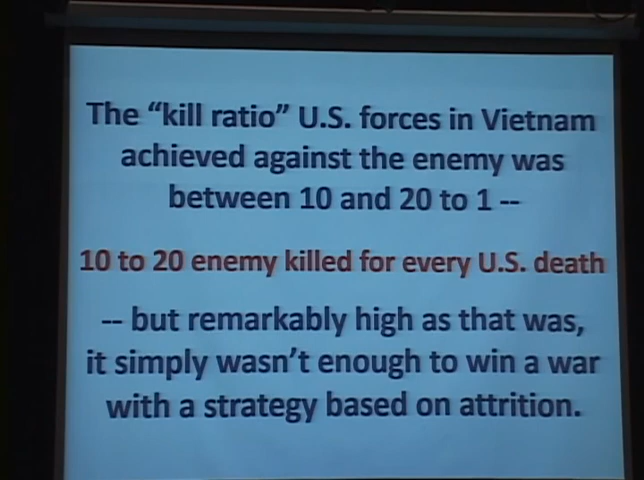 The “kill ratio” U.S. forces in Vietnam
achieved against the enemy was
between 10 and 20 to 1 --
10 to 20 enemy killed for every U.S. death
-- but remarkably high as that was,
it simply wasn’t enough to win a war
with a strategy based on attrition.